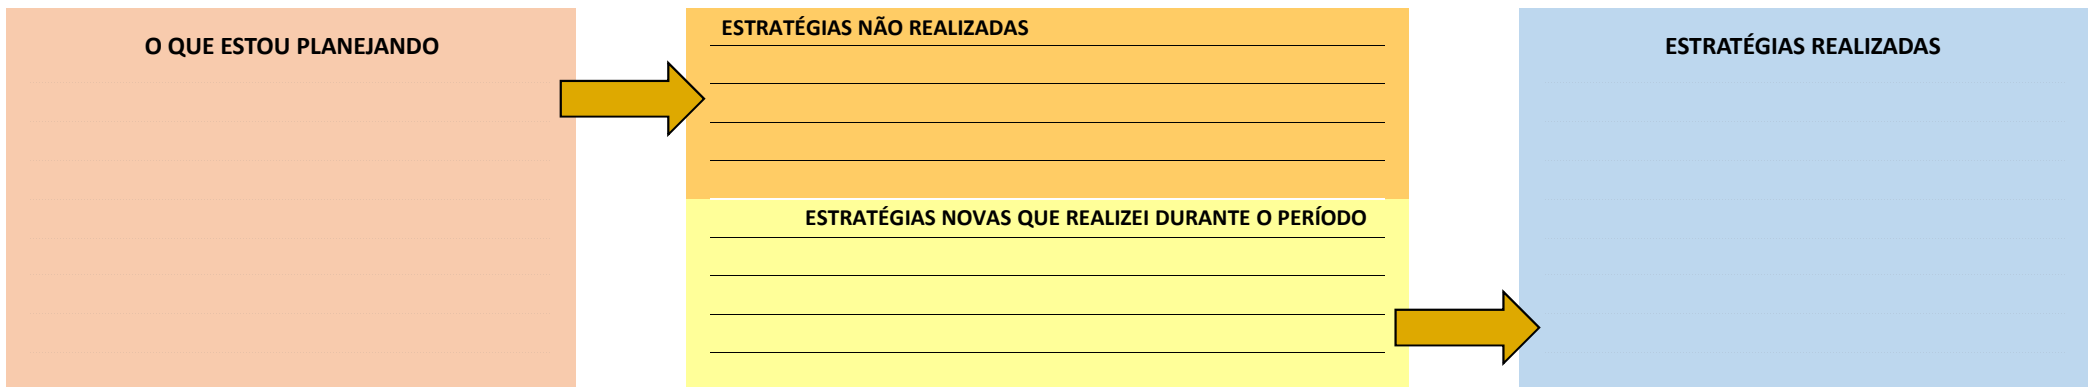 O QUE ESTOU PLANEJANDO
ESTRATÉGIAS NÃO REALIZADAS
ESTRATÉGIAS NOVAS QUE REALIZEI DURANTE O PERÍODO
ESTRATÉGIAS REALIZADAS